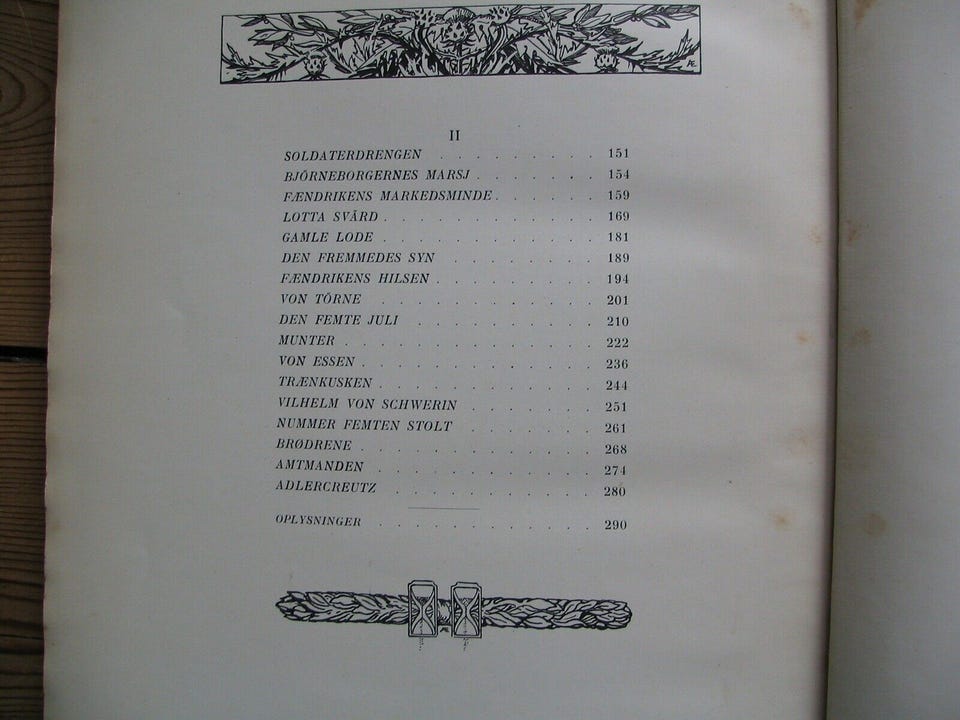 Æ
II
SOLDATERDRENGEN . . . . . . . . . 151
BJÖRNEBORGERNES MARSJ . . . . . . . 154
FÆNDRIKENS MARKEDSMINDE . . . . . . 159
LOTTA SVÄRD . . . . . . . . . . . . 169
GAMLE LODE . . . . . . . . . . . . 181
DEN FREMMEDES SYN . . . . . . . . 189
FÆNDRIKENS HILSEN . . . . . . . . . 194
VON TÖRNE . . . . . . . . . . . . 201
DEN FEMTE JULI . . . . . . . . . . 210
MUNTER . . . . . . . . . . . . . . 222
VON ESSEN . . . . . . . . . . . . . 236
TRÆNKUSKEN . . . . . . . . . . . . 244
VILHELM VON SCHWERIN . . . . . . . 251
NUMMER FEMTEN STOLT . . . . . . . 261
BRØDRENE . . . . . . . . . . . . . 268
AMTMANDEN . . . . . . . . . . . . 274
ADLERCREUTZ . . . . . . . . . . . 280
OPLYSNINGER . . . . . . . . . . . . 290